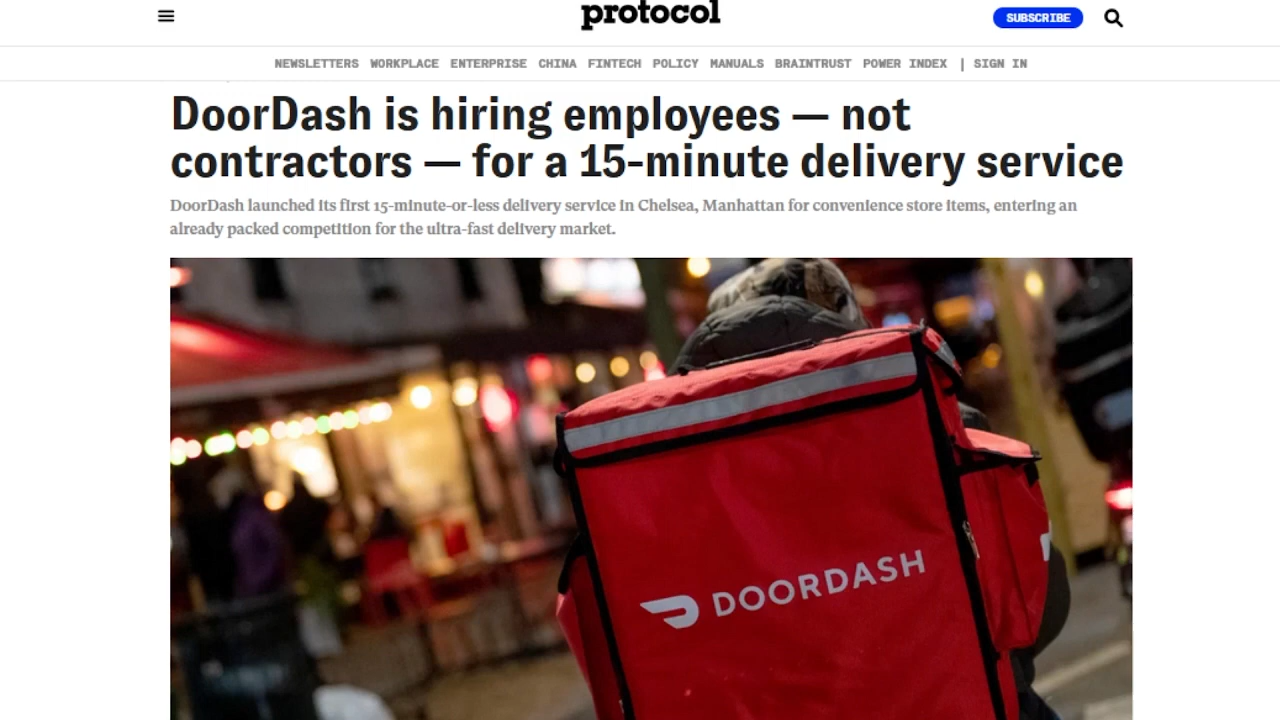 protocol
SUBSCRIBE
NEWSLETTERS WORKPLACE ENTERPRISE CHINA FINTECH POLICY MANUALS BRAINTRUST POWER INDEX | SIGN IN
DoorDash is hiring employees — not
contractors — for a 15-minute delivery service
DoorDash launched its first 15-minute-or-less delivery service in Chelsea, Manhattan for convenience store items, entering an
already packed competition for the ultra-fast delivery market.
DOORDASH